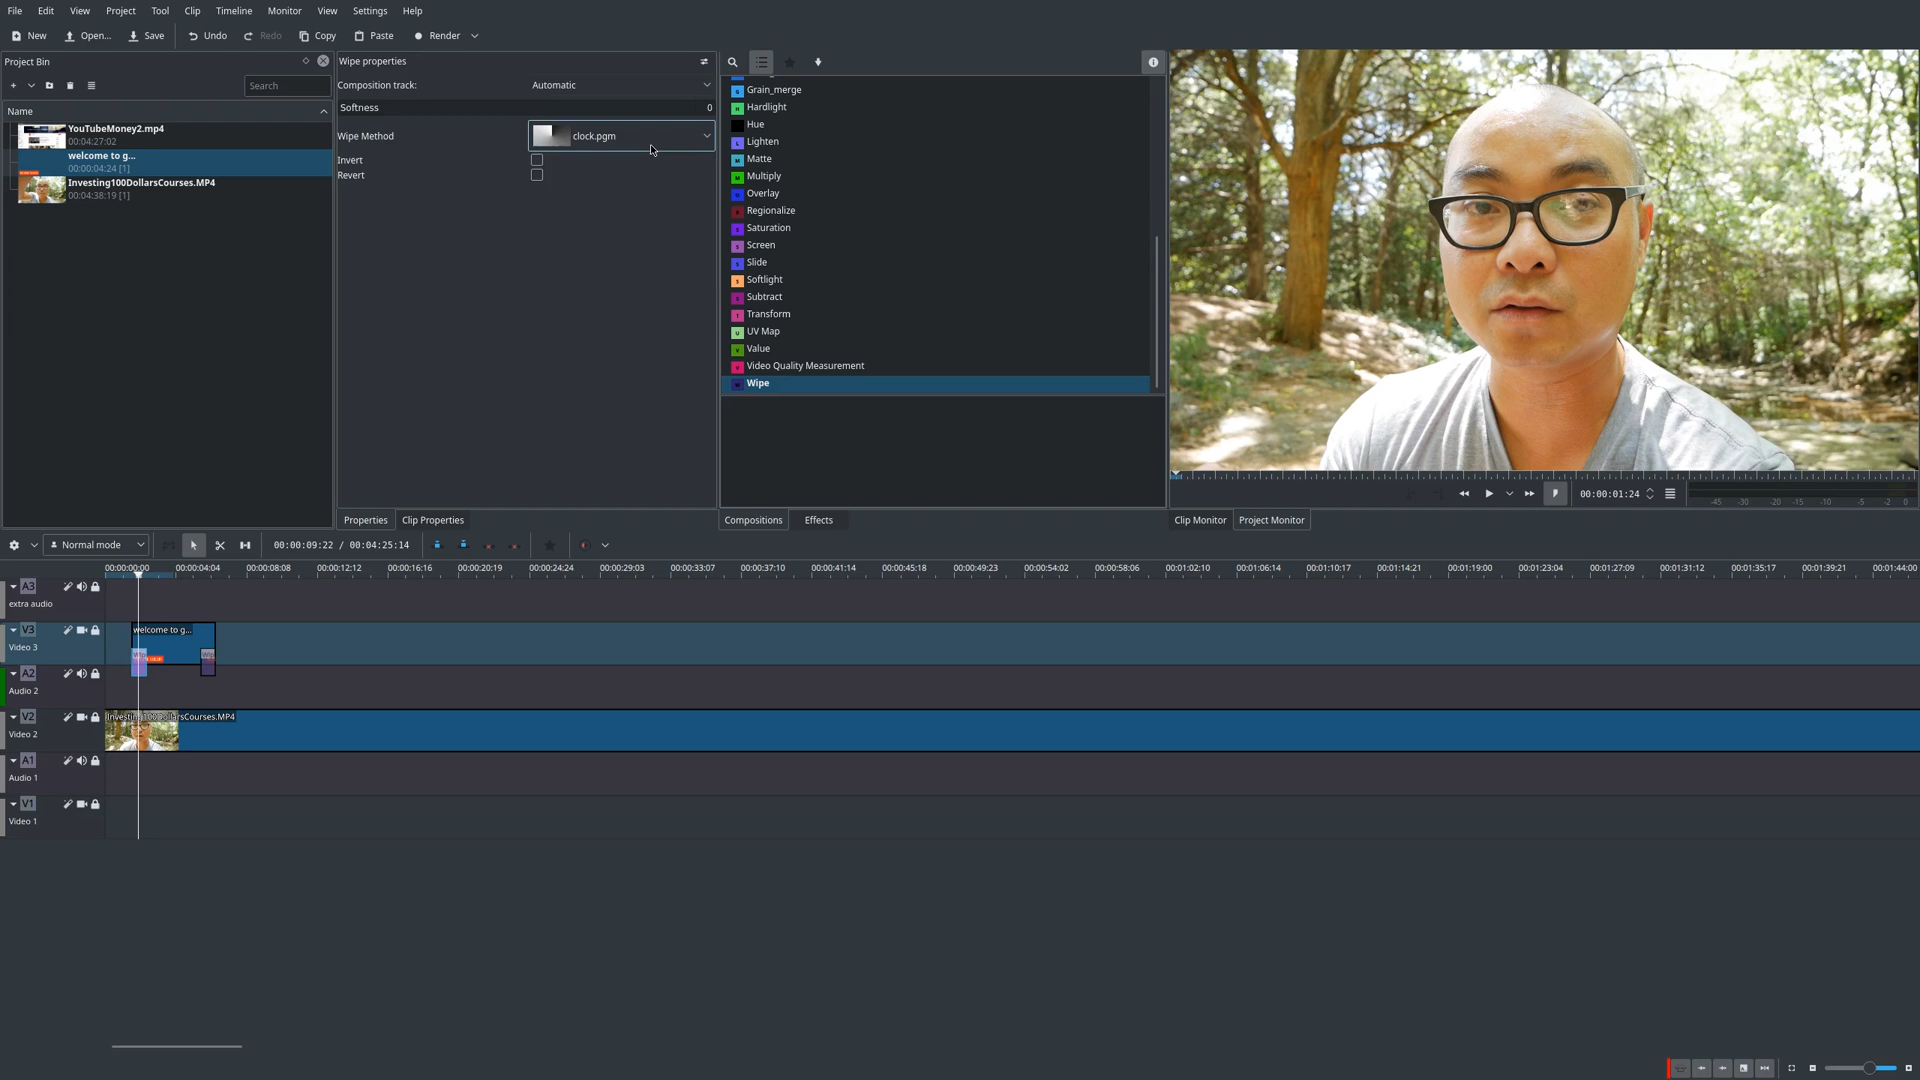 File Edit View Project Tool Clip Timeline Monitor View Settings Help
New Open... Save Undo Redo Copy Paste Render
Project Bin
Search
Name
YouTubeMoney2.mp4
00:04:27:02
welcome to g...
00:00:04:24 [1]
Investing100DollarsCourses.MP4
00:04:38:19 [1]
Wipe properties
Composition track: Automatic
Softness 0
Wipe Method clock.pgm
Invert
Revert
Properties Clip Properties
Grain_merge
Hardlight
Hue
Lighten
Matte
Multiply
Overlay
Regionalize
Saturation
Screen
Slide
Softlight
Subtract
Transform
UV Map
Value
Video Quality Measurement
Wipe
Compositions Effects
00:00:01:24
-45 -30 -20 -15 -10 -5 -2 0
Clip Monitor Project Monitor
Normal mode 00:00:09:22 / 00:04:25:14
00:00:00:00 00:00:04:04 00:00:08:08 00:00:12:12 00:00:16:16 00:00:20:19 00:00:24:24 00:00:29:03 00:00:33:07 00:00:37:10 00:00:41:14 00:00:45:18 00:00:49:23 00:00:54:02 00:00:58:06 00:01:02:10 00:01:06:14 00:01:10:17 00:01:14:21 00:01:19:00 00:01:23:04 00:01:27:09 00:01:31:12 00:01:35:17 00:01:39:21 00:01:44:00
A3
extra audio
V3
Video 3
welcome to g...
A2
Audio 2
V2
Video 2
Investing100DollarsCourses.MP4
A1
Audio 1
V1
Video 1